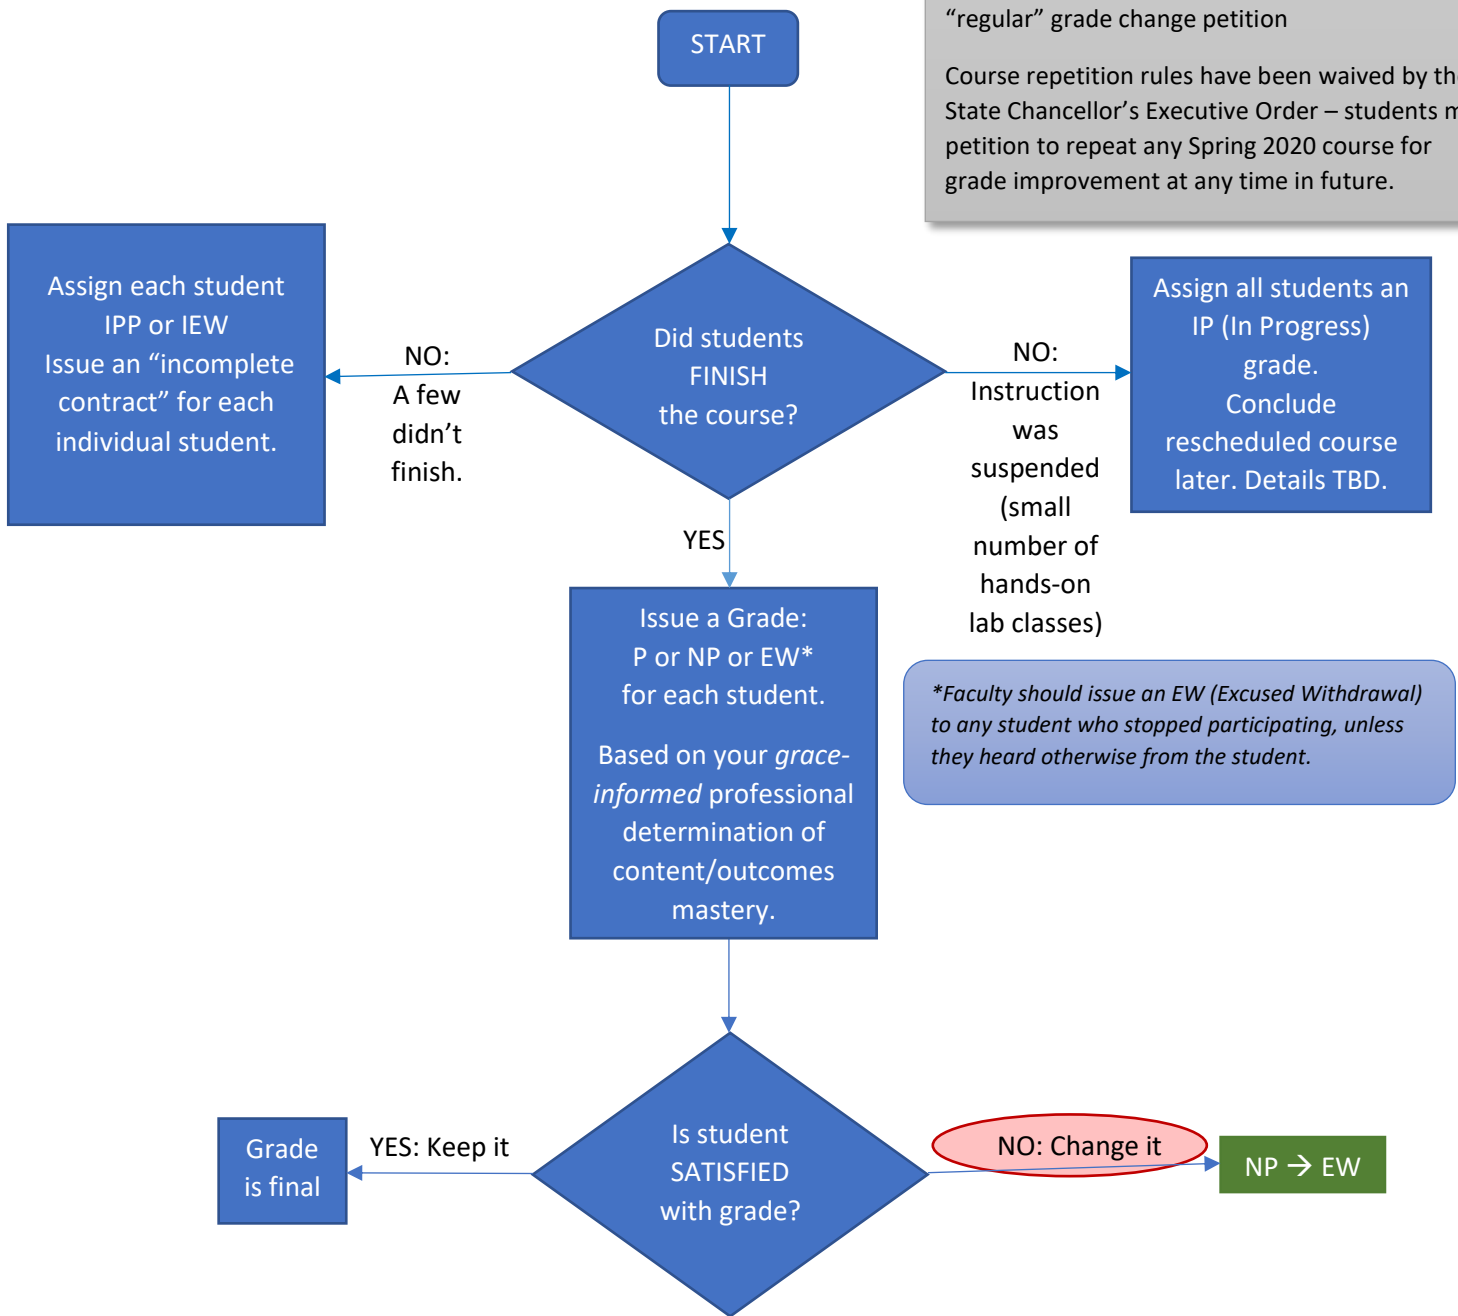 START
"regular" grade change petition
Course repetition rules have been waived by the
State Chancellor's Executive Order – students
petition to repeat any Spring 2020 course for
grade improvement at any time in future.
Assign each student
IPP or IEW
Issue an "incomplete
contract" for each
individual student.
NO:
A few
didn't
finish.
Did students
FINISH
the course?
NO:
Instruction
was
suspended
(small
number of
hands-on
lab classes)
Assign all students an
IP (In Progress)
grade.
Conclude
rescheduled course
later. Details TBD.
YES
Issue a Grade:
P or NP or EW*
for each student.
Based on your grace-
informed professional
determination of
content/outcomes
mastery.
*Faculty should issue an EW (Excused Withdrawal)
to any student who stopped participating, unless
they heard otherwise from the student.
Grade
is final
YES: Keep it
Is student
SATISFIED
with grade?
NO: Change it
NP → EW